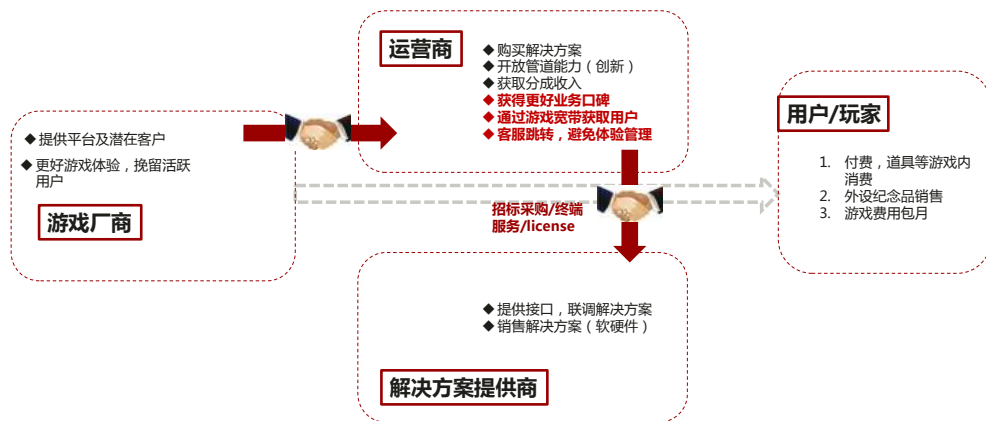 运营商
◆购买解决方案
◆开放管道能力（创新）
◆获取分成收入
◆获得更好业务口碑
◆通过游戏宽带获取用户
◆客服跳转，避免体验管理
◆提供平台及潜在客户
◆更好游戏体验，挽留活跃
用户
游戏厂商
用户/玩家
1. 付费，道具等游戏内
消费
2. 外设纪念品销售
3. 游戏费用包月
招标采购/终端
服务/license
◆提供接口，联调解决方案
◆销售解决方案（软硬件）
解决方案提供商